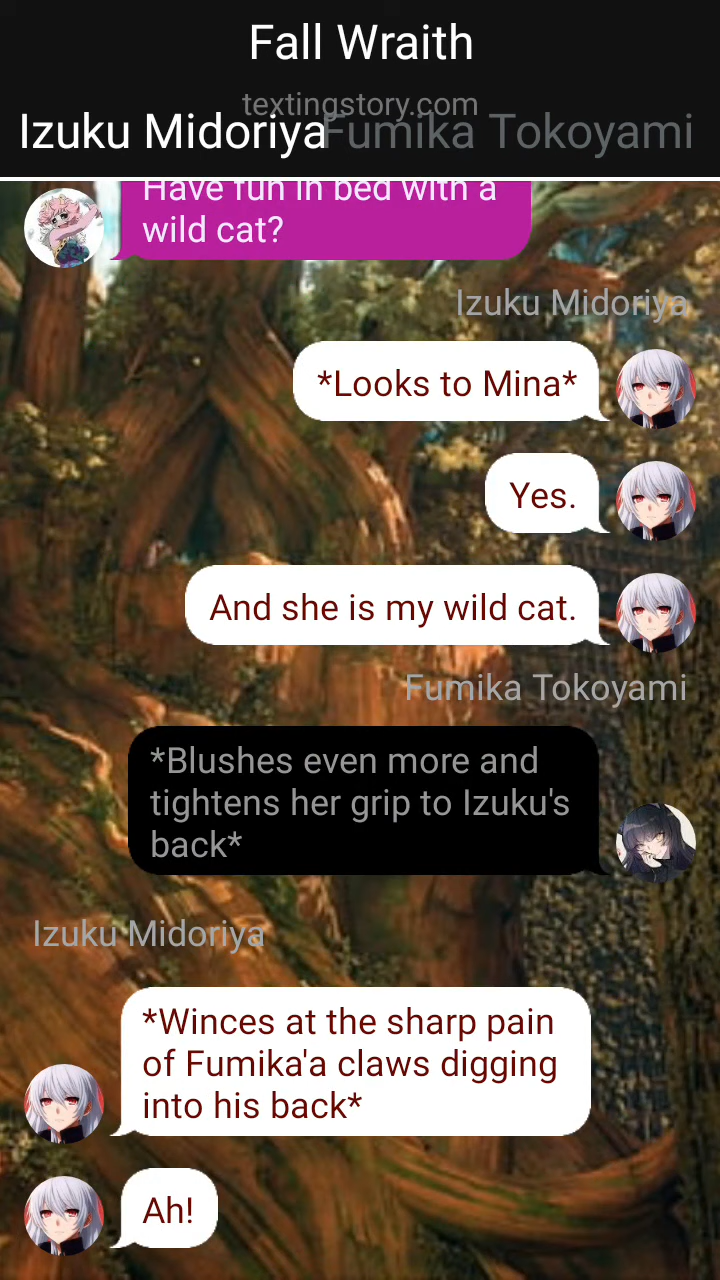 Fall Wraith
textingstory.com
Izuku Midoriya Fumika Tokoyami
Have fun in bed with a
wild cat?
Izuku Midoriya
*Looks to Mina*
Yes.
And she is my wild cat.
Fumika Tokoyami
*Blushes even more and
tightens her grip to Izuku's
back*
Izuku Midoriya
*Winces at the sharp pain
of Fumika'a claws digging
into his back*
Ah!